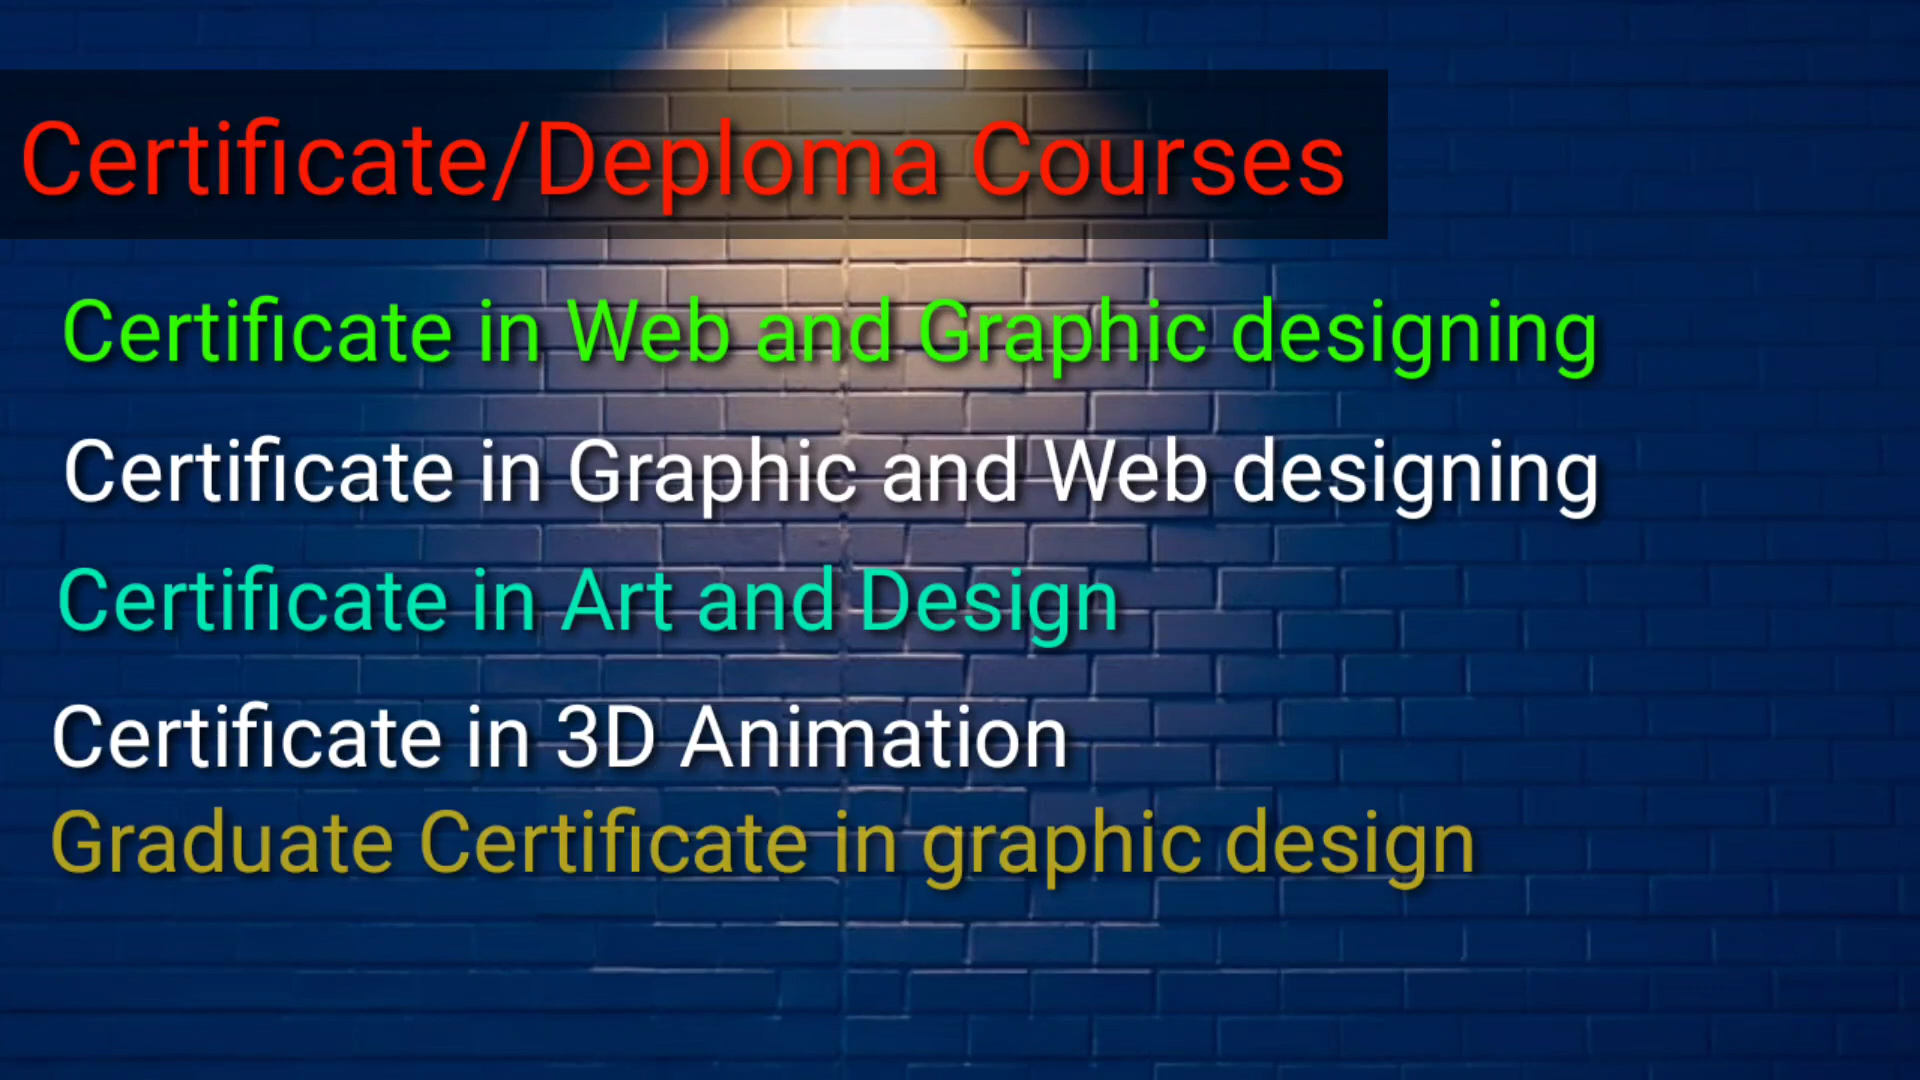 Certificate/Deploma Courses
Certificate in Web and Graphic designing
Certificate in Graphic and Web designing
Certificate in Art and Design
Certificate in 3D Animation
Graduate Certificate in graphic design